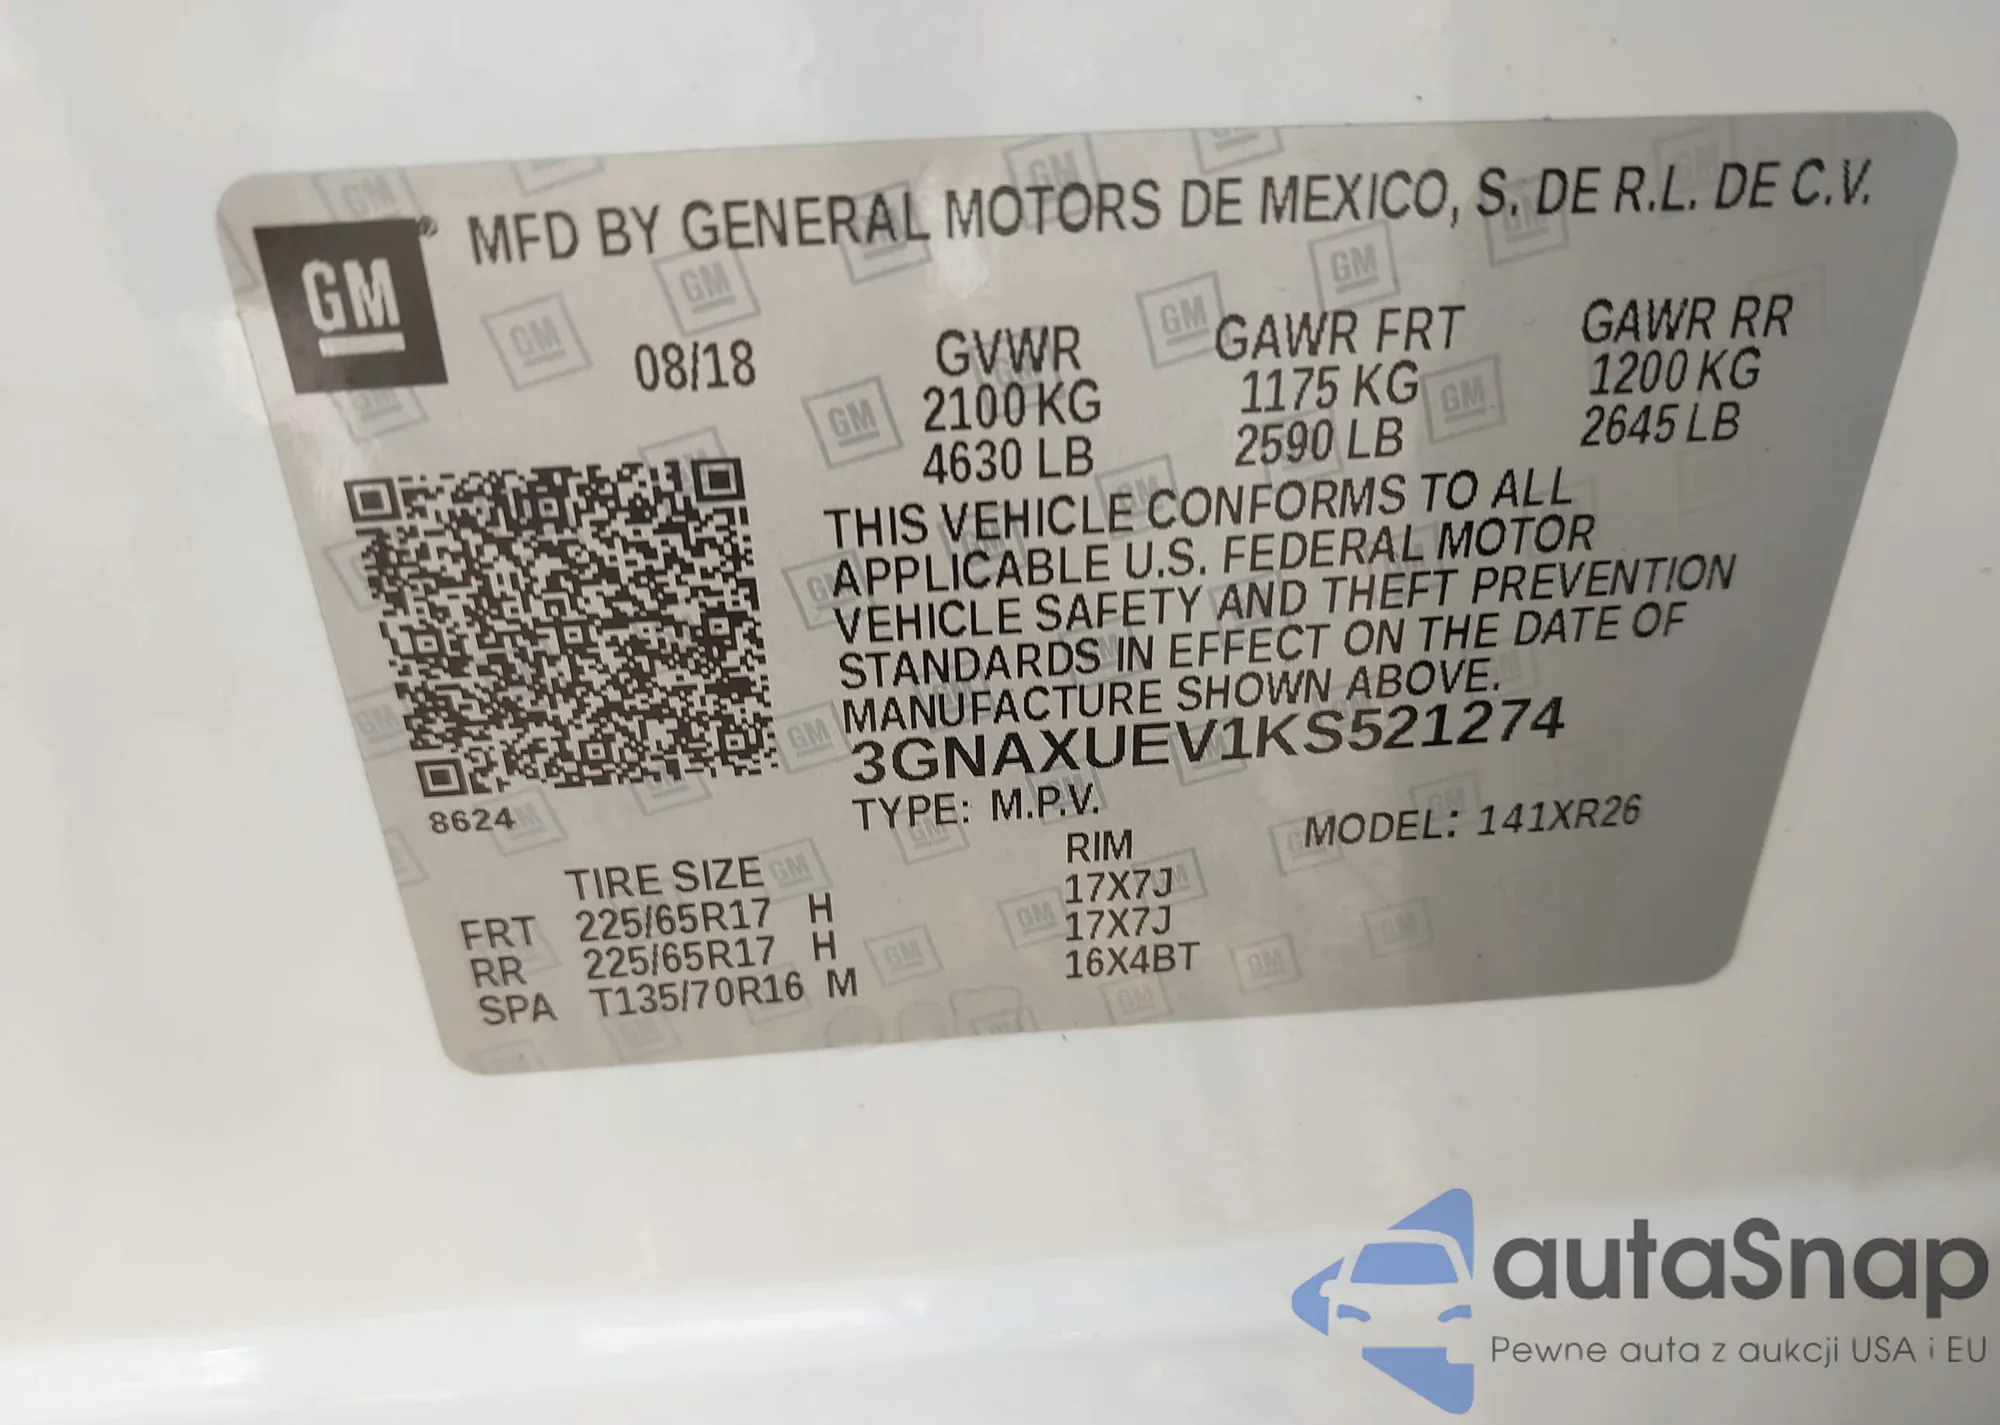 GM® MFD BY GENERAL MOTORS DE MEXICO, S. DE R.L. DE C.V.
08/18 GVWR GAWR FRT GAWR RR
2100 KG 1175 KG 1200 KG
4630 LB 2590 LB 2645 LB
THIS VEHICLE CONFORMS TO ALL
APPLICABLE U.S. FEDERAL MOTOR
VEHICLE SAFETY AND THEFT PREVENTION
STANDARDS IN EFFECT ON THE DATE OF
MANUFACTURE SHOWN ABOVE.
3GNAXUEV1KS521274
8624
TYPE: M.P.V. MODEL: 141XR26
TIRE SIZE RIM
FRT 225/65R17 H 17X7J
RR 225/65R17 H 17X7J
SPA T135/70R16 M 16X4BT
autaSnap
Pewne auta z aukcji USA i EU